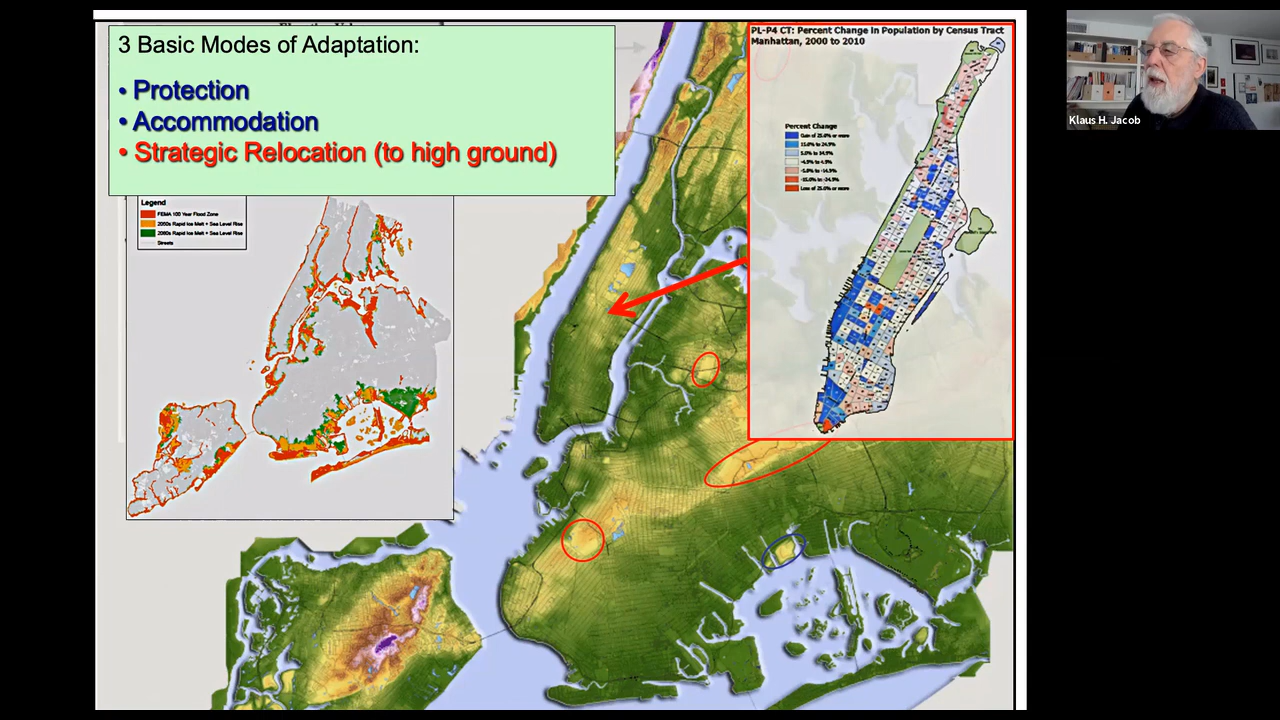 3 Basic Modes of Adaptation:
• Protection
• Accommodation
• Strategic Relocation (to high ground)
Legend
FEMA 100 Year Flood Zone
2050s Rapid Ice Melt + Sea Level Rise
2080s Rapid Ice Melt + Sea Level Rise
Streets
PL-P4 CT: Percent Change in Population by Census Tract
Manhattan, 2000 to 2010
Percent Change
Gain of 25.0% or more
15.0% to 24.9%
5.0% to 14.9%
-4.9% to 4.9%
-5.0% to -14.9%
-15.0% to -24.9%
Loss of 25.0% or more
Klaus H. Jacob